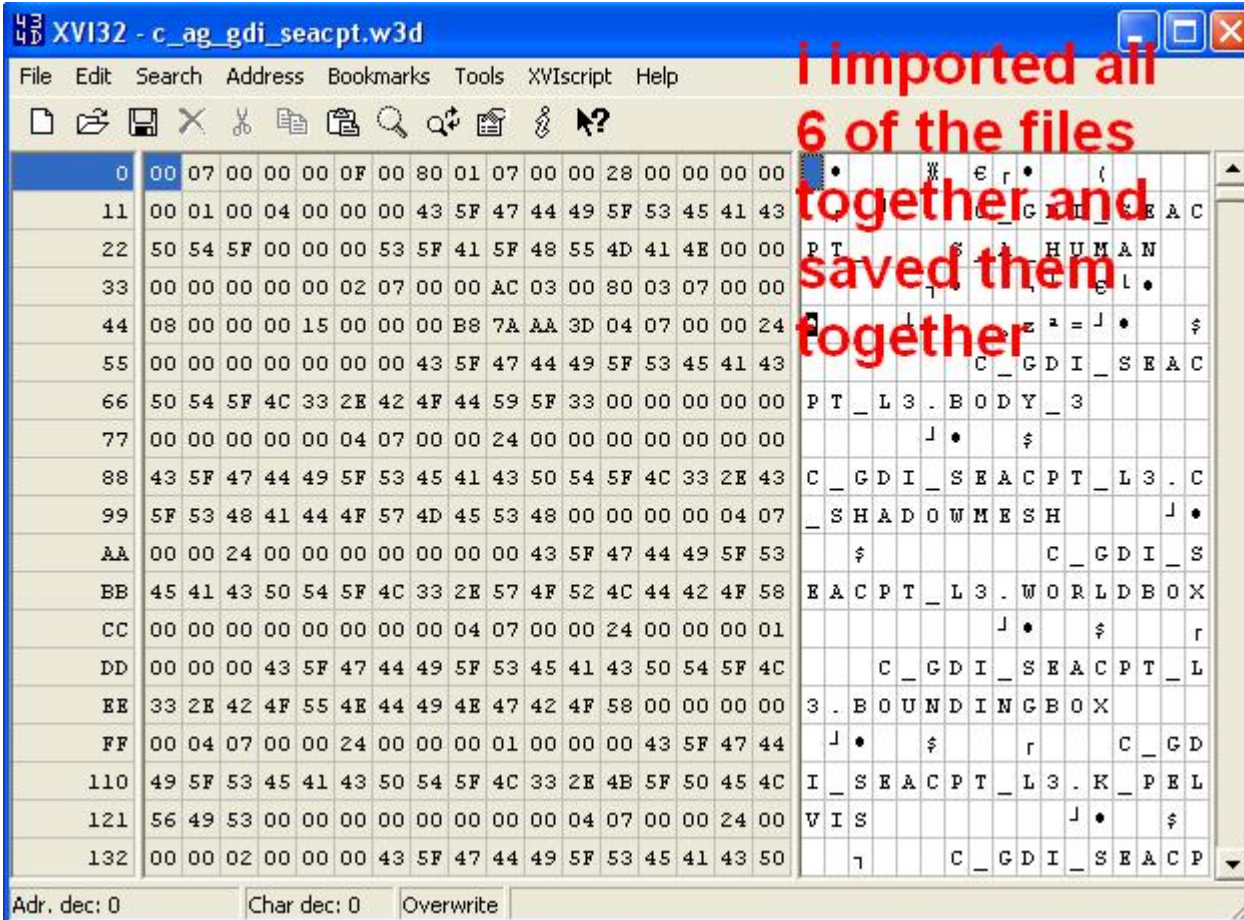 XVI32 - c_ag_gdi_seacpt.w3d
File Edit Search Address Bookmarks Tools XVIscript Help
i imported all
6 of the files
together and
saved them
together
0 00 07 00 00 00 0F 00 80 01 07 00 00 28 00 00 00 00
11 00 01 00 04 00 00 00 43 5F 47 44 49 5F 53 45 41 43
22 50 54 5F 00 00 00 00 53 5F 41 5F 48 55 4D 41 4E 00 00 P T _ S _ A _ H U M A N
33 00 00 00 00 00 02 07 00 00 AC 03 00 80 03 07 00 00
44 08 00 00 00 15 00 00 00 B8 7A AA 3D 04 07 00 00 24
55 00 00 00 00 00 00 00 43 5F 47 44 49 5F 53 45 41 43 C _ G D I _ S E A C
66 50 54 5F 4C 33 2E 42 4F 44 59 5F 33 00 00 00 00 00 P T _ L 3 . B O D Y _ 3
77 00 00 00 00 00 04 07 00 00 24 00 00 00 00 00 00 00 $
88 43 5F 47 44 49 5F 53 45 41 43 50 54 5F 4C 33 2E 43 C _ G D I _ S E A C P T _ L 3 . C
99 5F 53 48 41 44 4F 57 4D 45 53 48 00 00 00 00 04 07 _ S H A D O W M E S H
AA 00 00 24 00 00 00 00 00 00 00 43 5F 47 44 49 5F 53 $ C _ G D I _ S
BB 45 41 43 50 54 5F 4C 33 2E 57 4F 52 4C 44 42 4F 58 E A C P T _ L 3 . W O R L D B O X
CC 00 00 00 00 00 00 00 00 04 07 00 00 24 00 00 00 01 $
DD 00 00 00 43 5F 47 44 49 5F 53 45 41 43 50 54 5F 4C C _ G D I _ S E A C P T _ L
EE 33 2E 42 4F 55 4E 44 49 4E 47 42 4F 58 00 00 00 00 3 . B O U N D I N G B O X
FF 00 04 07 00 00 24 00 00 00 01 00 00 00 43 5F 47 44 $ C _ G D
110 49 5F 53 45 41 43 50 54 5F 4C 33 2E 4B 5F 50 45 4C I _ S E A C P T _ L 3 . K _ P E L
121 56 49 53 00 00 00 00 00 00 00 00 04 07 00 00 24 00 V I S $
132 00 00 02 00 00 00 43 5F 47 44 49 5F 53 45 41 43 50 C _ G D I _ S E A C P
Adr. dec: 0 Char dec: 0 Overwrite